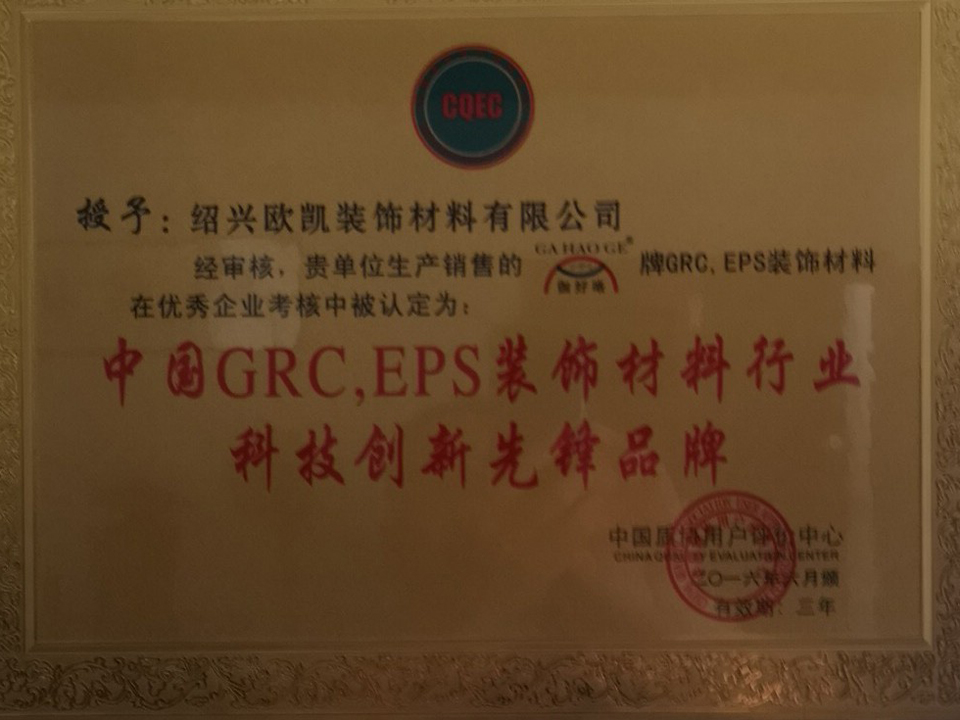 CQEC
授予：绍兴欧凯装饰材料有限公司
GA HAO GE®
做好格
经审核，贵单位生产销售的 牌GRC,EPS装饰材料
在优秀企业考核中被认定为：
中国GRC,EPS装饰材料行业
科技创新先锋品牌
中国质协用户评价中心
CHINA QUALITY EVALUATION CENTER
二〇一六年六月颁
有效期：三年